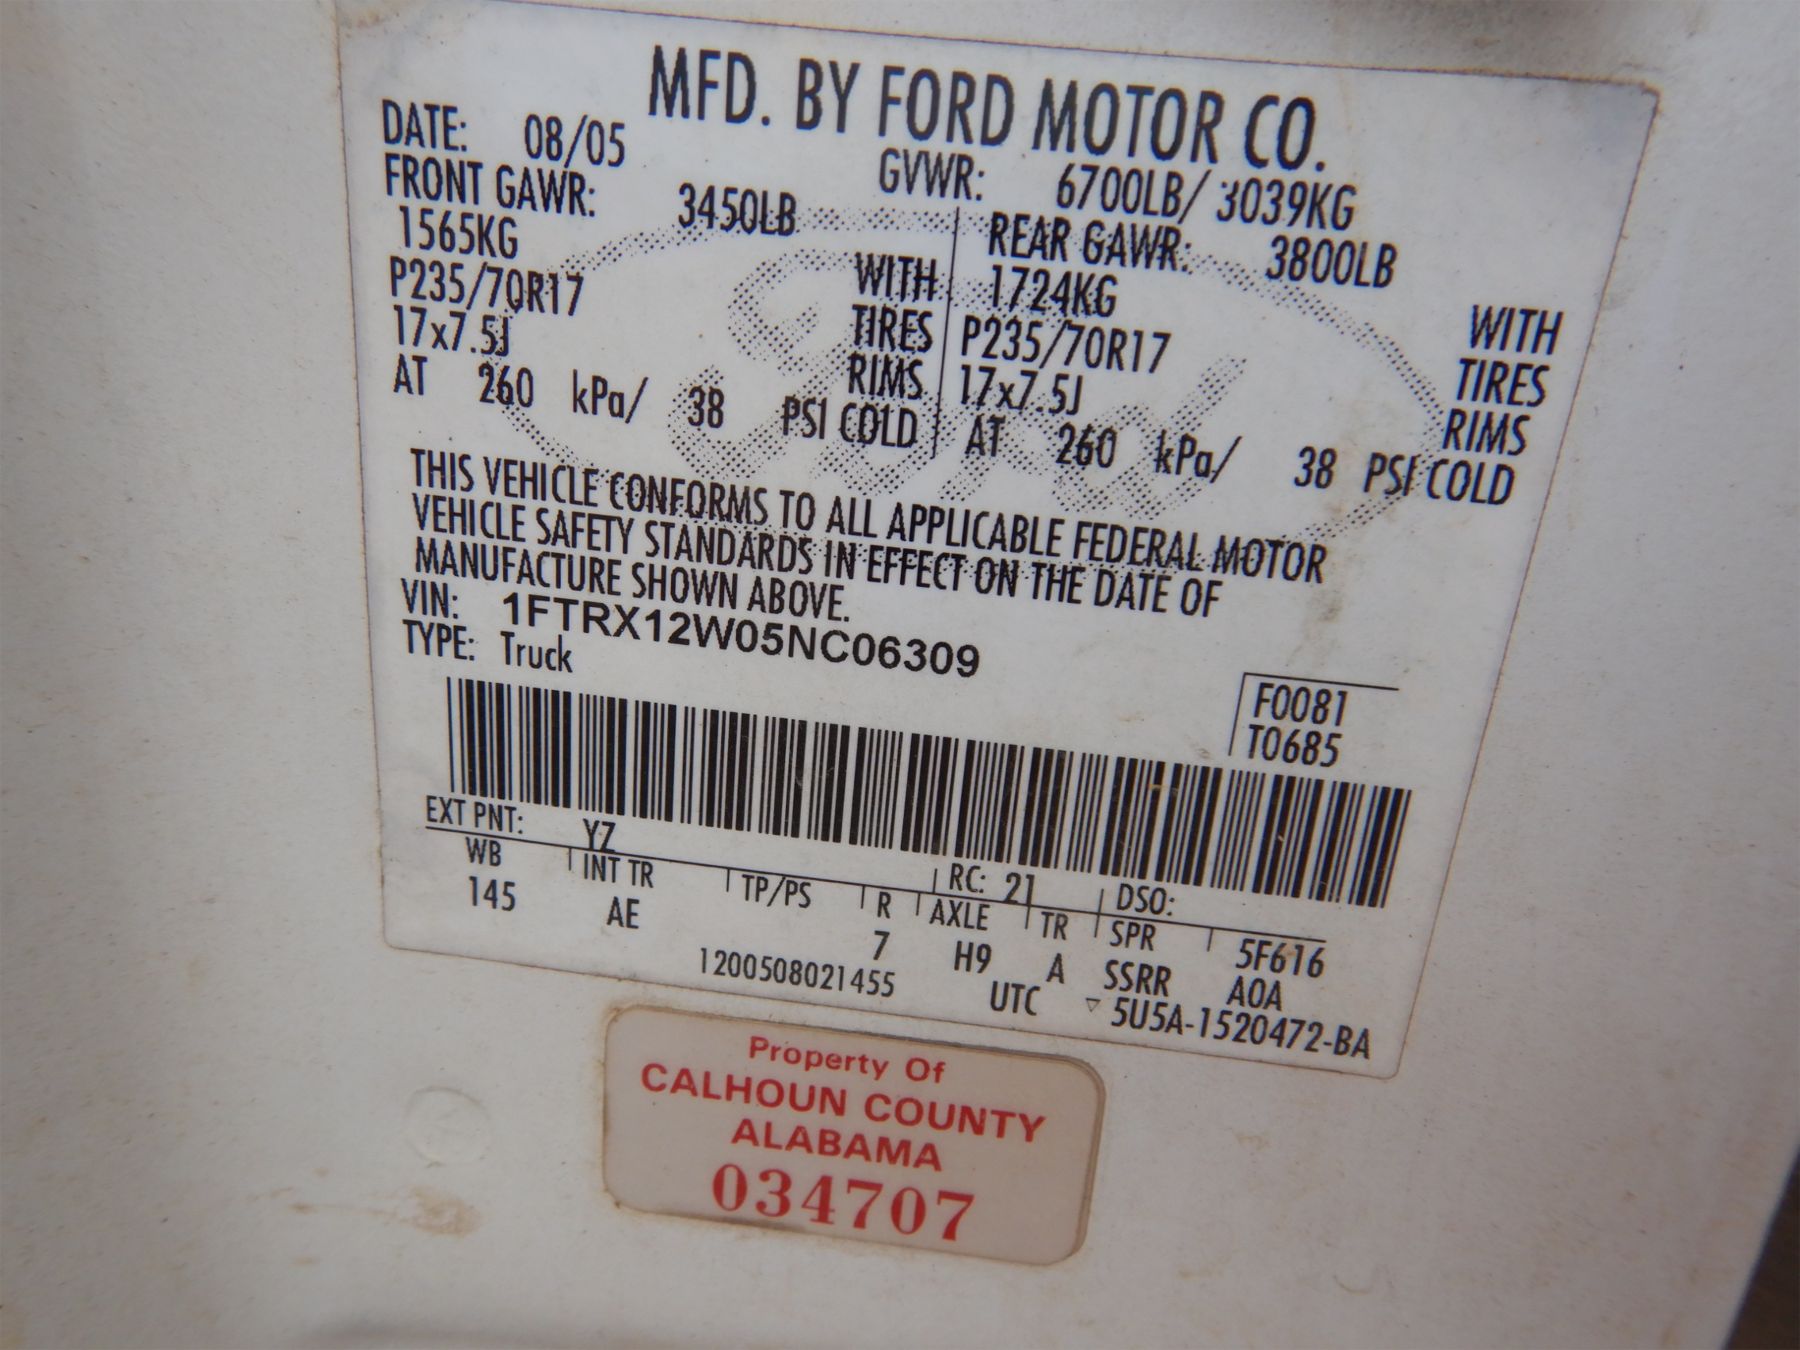 MFD. BY FORD MOTOR CO.
DATE: 08/05 GVWR: 6700LB/ 3039KG
FRONT GAWR: 3450LB REAR GAWR: 3800LB
1565KG WITH 1724KG WITH
P235/70R17 TIRES P235/70R17 TIRES
17x7.5J RIMS 17x7.5J RIMS
AT 260 kPa/ 38 PSI COLD AT 260 kPa/ 38 PSI COLD
THIS VEHICLE CONFORMS TO ALL APPLICABLE FEDERAL MOTOR
VEHICLE SAFETY STANDARDS IN EFFECT ON THE DATE OF
MANUFACTURE SHOWN ABOVE.
VIN: 1FTRX12W05NC06309
TYPE: Truck
F0081
T0685
EXT PNT: YZ RC: 21 DSO:
WB INT TR TP/PS R AXLE TR SPR 5F616
145 AE 7 H9 A SSRR A0A
1200508021455 UTC ▽ 5U5A-1520472-BA
Ford
Property Of
CALHOUN COUNTY
ALABAMA
034707